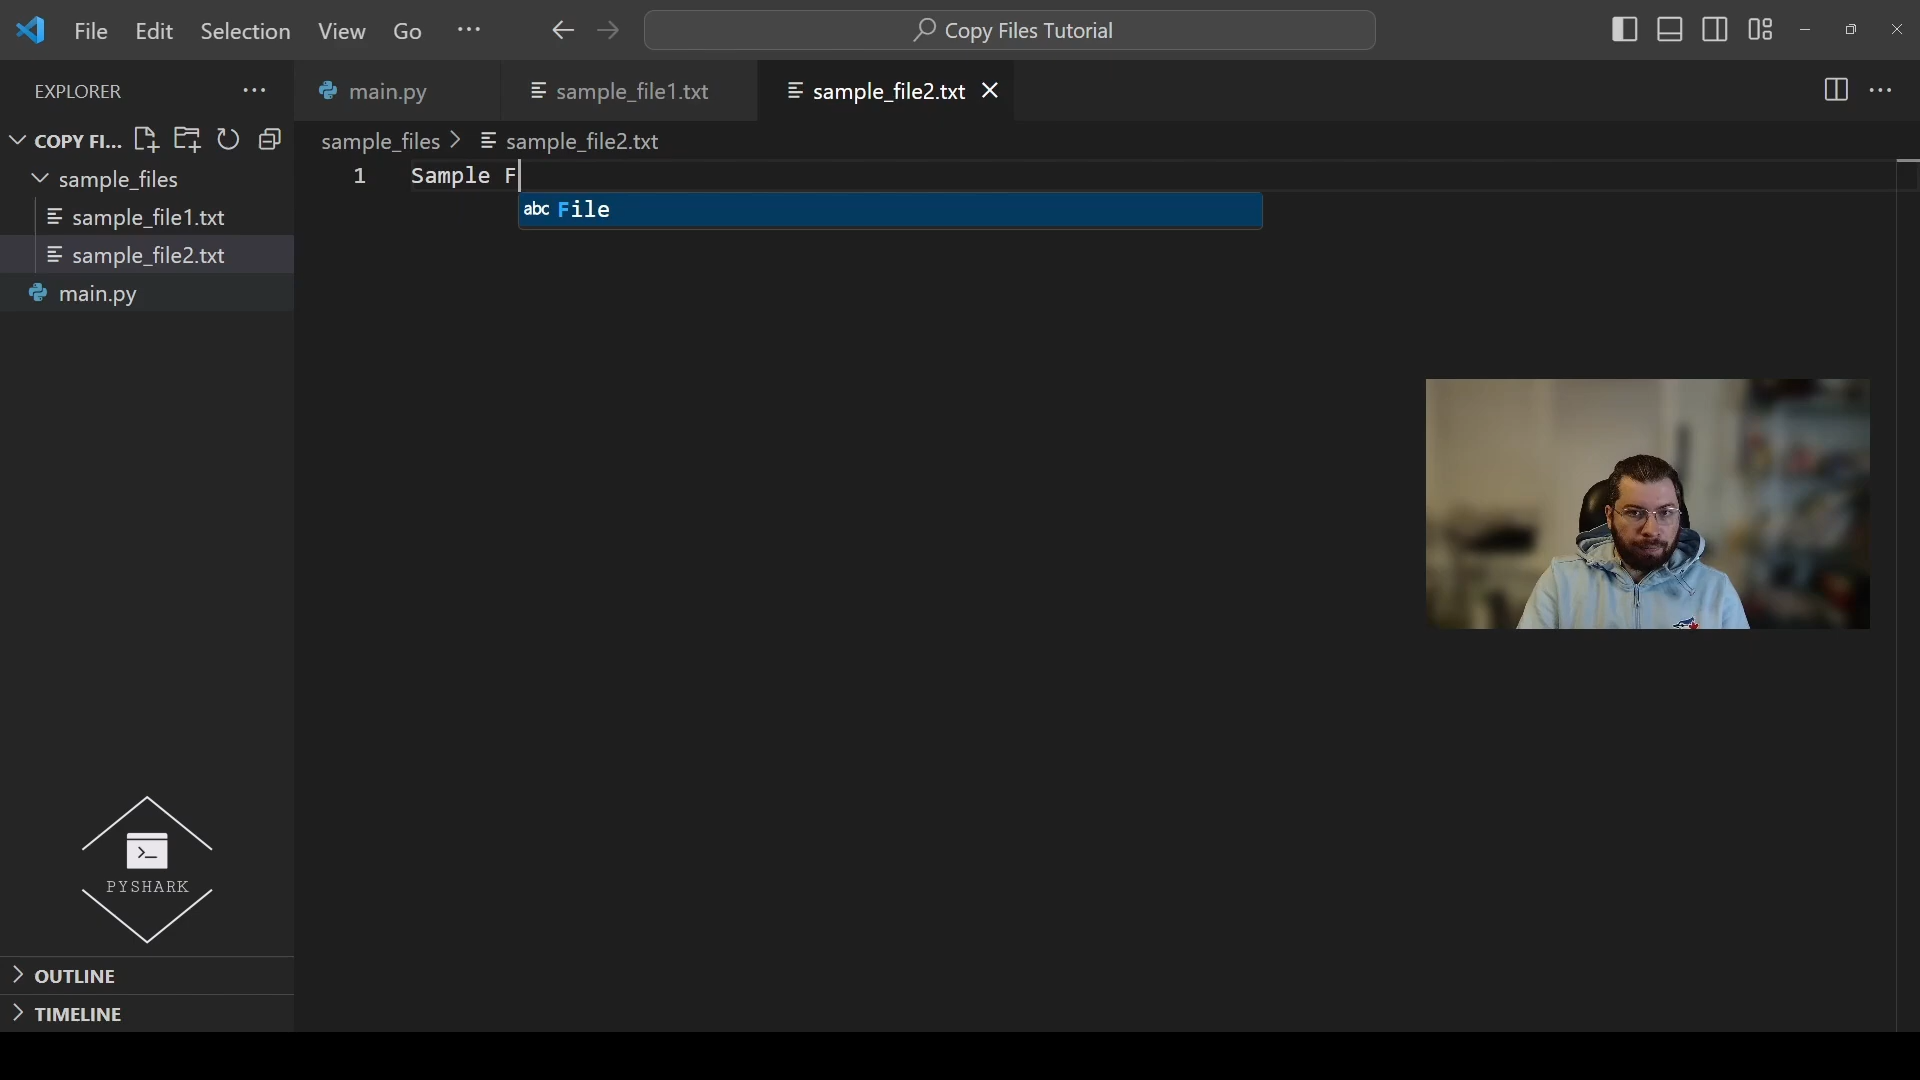 File Edit Selection View Go ···
Copy Files Tutorial
EXPLORER ···
main.py
sample_file1.txt
sample_file2.txt
COPY FI...
sample_files > sample_file2.txt
sample_files
1 Sample F
sample_file1.txt
abc File
sample_file2.txt
main.py
>_
PYSHARK
OUTLINE
TIMELINE